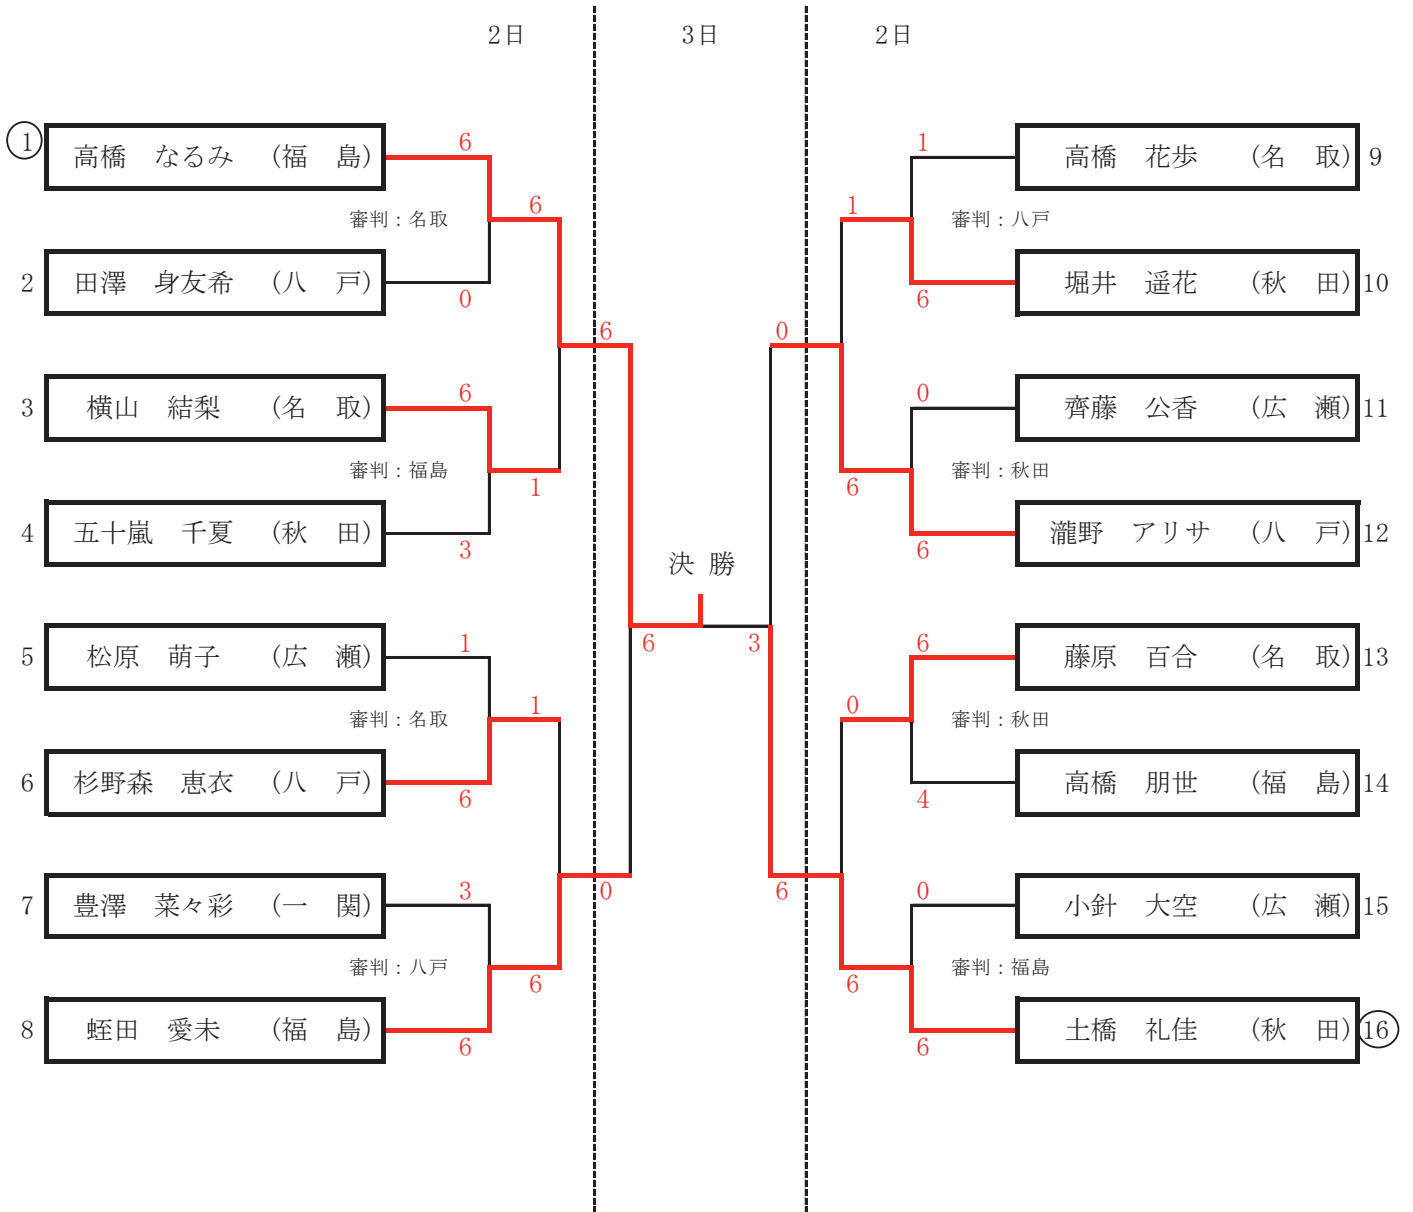 2日 3日 2日
1 高橋 なるみ (福 島) 6 1 高橋 花歩 (名 取) 9
審判：名取 6 1 審判：八戸
2 田澤 身友希 (八 戸) 0 6 堀井 遥花 (秋 田) 10
6 0
3 横山 結梨 (名 取) 6 0 齊藤 公香 (広 瀬) 11
審判：福島 1 6 審判：秋田
4 五十嵐 千夏 (秋 田) 3 6 瀧野 アリサ (八 戸) 12
決 勝
6 3
5 松原 萌子 (広 瀬) 1 6 藤原 百合 (名 取) 13
審判：名取 1 0 審判：秋田
6 杉野森 恵衣 (八 戸) 6 4 高橋 朋世 (福 島) 14
0 6
7 豊澤 菜々彩 (一 関) 3 0 小針 大空 (広 瀬) 15
審判：八戸 6 6 審判：福島
8 蛭田 愛未 (福 島) 6 6 土橋 礼佳 (秋 田) 16